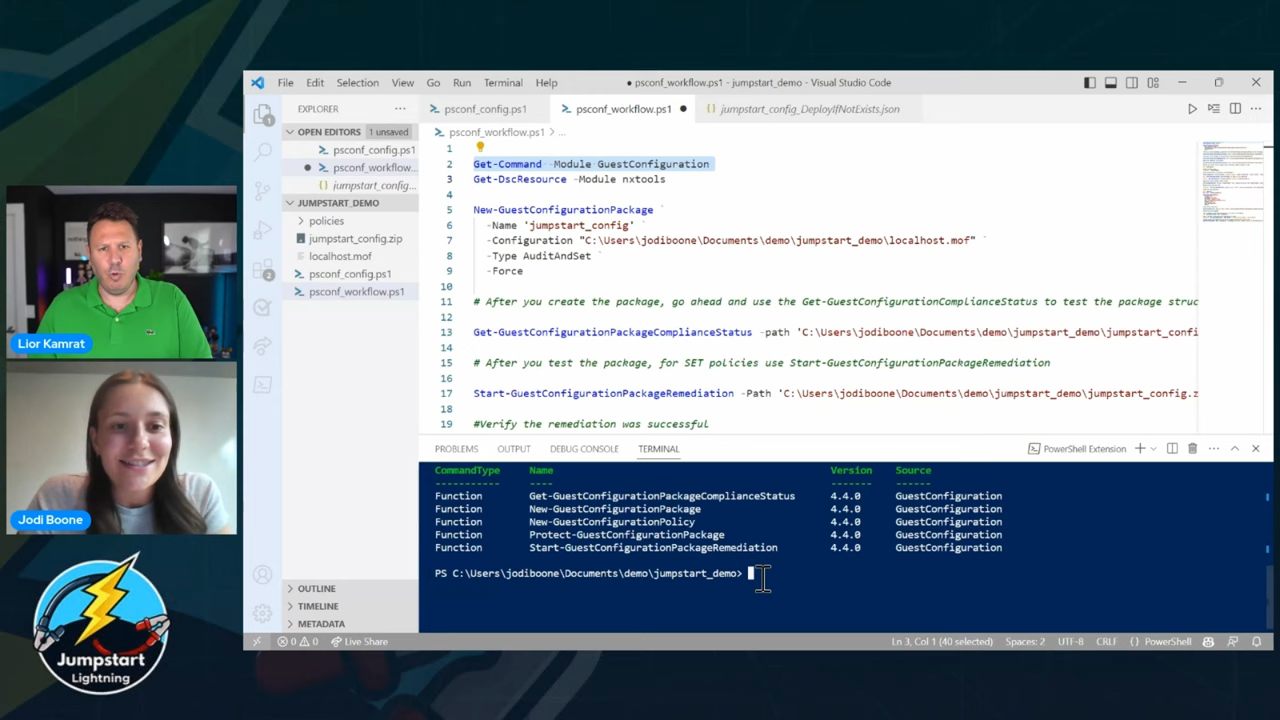 File Edit Selection View Go Run Terminal Help
psconf_workflow.ps1 - jumpstart_demo - Visual Studio Code
EXPLORER
OPEN EDITORS 1 unsaved
psconf_config.ps1
psconf_workflow...
jumpstart_config...
JUMPSTART_DEMO
policies
jumpstart_config.zip
localhost.mof
psconf_config.ps1
psconf_workflow.ps1
OUTLINE
TIMELINE
METADATA
psconf_config.ps1 psconf_workflow.ps1 jumpstart_config_DeployIfNotExists.json
psconf_workflow.ps1 > ...
1
2 Get-Command -Module GuestConfiguration
3 Get-DscResource -Module nxtools
4
5 New-GuestConfigurationPackage `
6 -Name 'jumpstart_config' `
7 -Configuration "C:\Users\jodiboone\Documents\demo\jumpstart_demo\localhost.mof" `
8 -Type AuditAndSet `
9 -Force
10
11 # After you create the package, go ahead and use the Get-GuestConfigurationComplianceStatus to test the package struc
12
13 Get-GuestConfigurationPackageComplianceStatus -path 'C:\Users\jodiboone\Documents\demo\jumpstart_demo\jumpstart_confi
14
15 # After you test the package, for SET policies use Start-GuestConfigurationPackageRemediation
16
17 Start-GuestConfigurationPackageRemediation -Path 'C:\Users\jodiboone\Documents\demo\jumpstart_demo\jumpstart_config.z
18
19 #Verify the remediation was successful
PROBLEMS OUTPUT DEBUG CONSOLE TERMINAL PowerShell Extension
CommandType Name Version Source
----------- ---- ------- ------
Function Get-GuestConfigurationPackageComplianceStatus 4.4.0 GuestConfiguration
Function New-GuestConfigurationPackage 4.4.0 GuestConfiguration
Function New-GuestConfigurationPolicy 4.4.0 GuestConfiguration
Function Protect-GuestConfigurationPackage 4.4.0 GuestConfiguration
Function Start-GuestConfigurationPackageRemediation 4.4.0 GuestConfiguration
PS C:\Users\jodiboone\Documents\demo\jumpstart_demo>
0 0 Live Share Ln 3, Col 1 (40 selected) Spaces: 2 UTF-8 CRLF {} PowerShell
Lior Kamrat
Jodi Boone
Jumpstart
Lightning